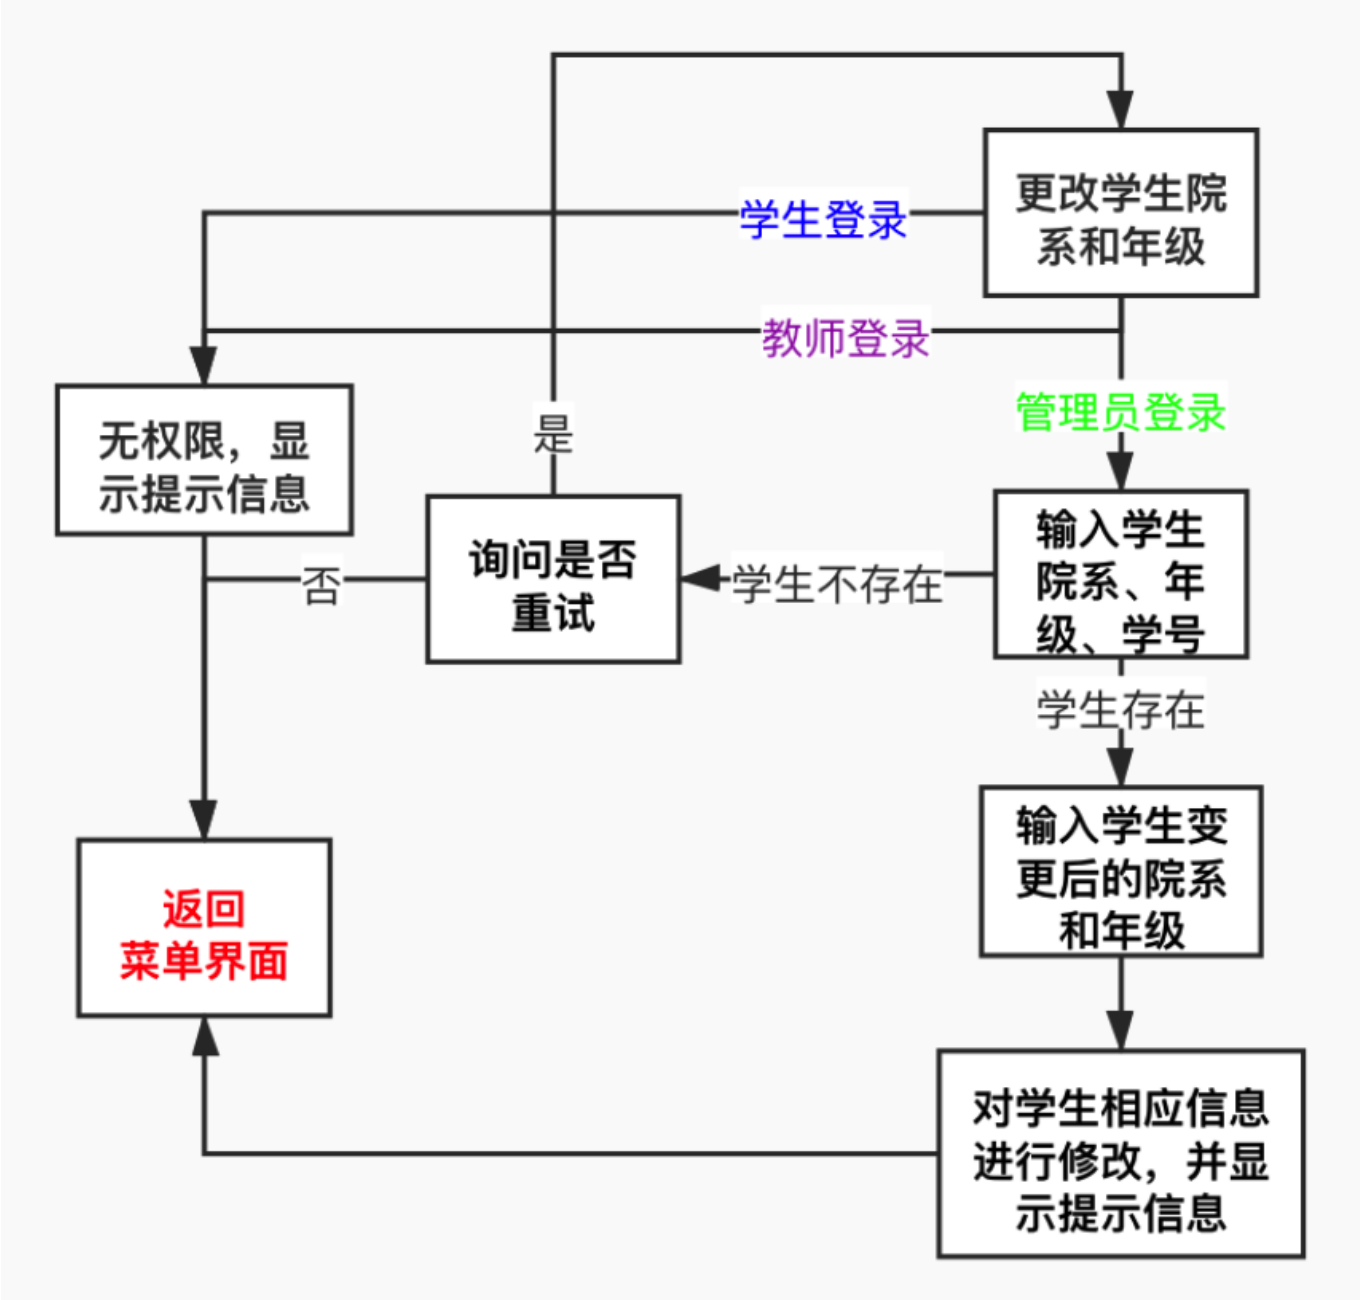 更改学生院
系和年级
学生登录
教师登录
管理员登录
无权限，显
示提示信息
是
否
询问是否
重试
学生不存在
输入学生
院系、年
级、学号
学生存在
输入学生变
更后的院系
和年级
返回
菜单界面
对学生相应信息
进行修改，并显
示提示信息